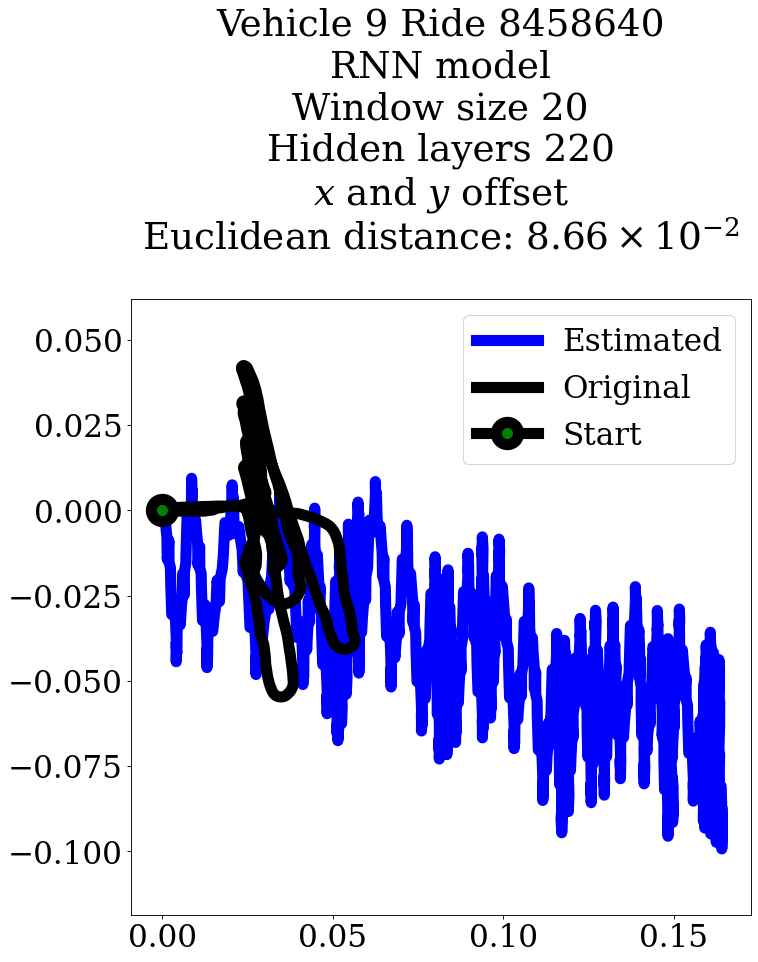 Vehicle 9 Ride 8458640
RNN model
Window size 20
Hidden layers 220
x and y offset
Euclidean distance: 8.66 × 10⁻²
Estimated
Original
Start
0.050
0.025
0.000
−0.025
−0.050
−0.075
−0.100
0.00 0.05 0.10 0.15